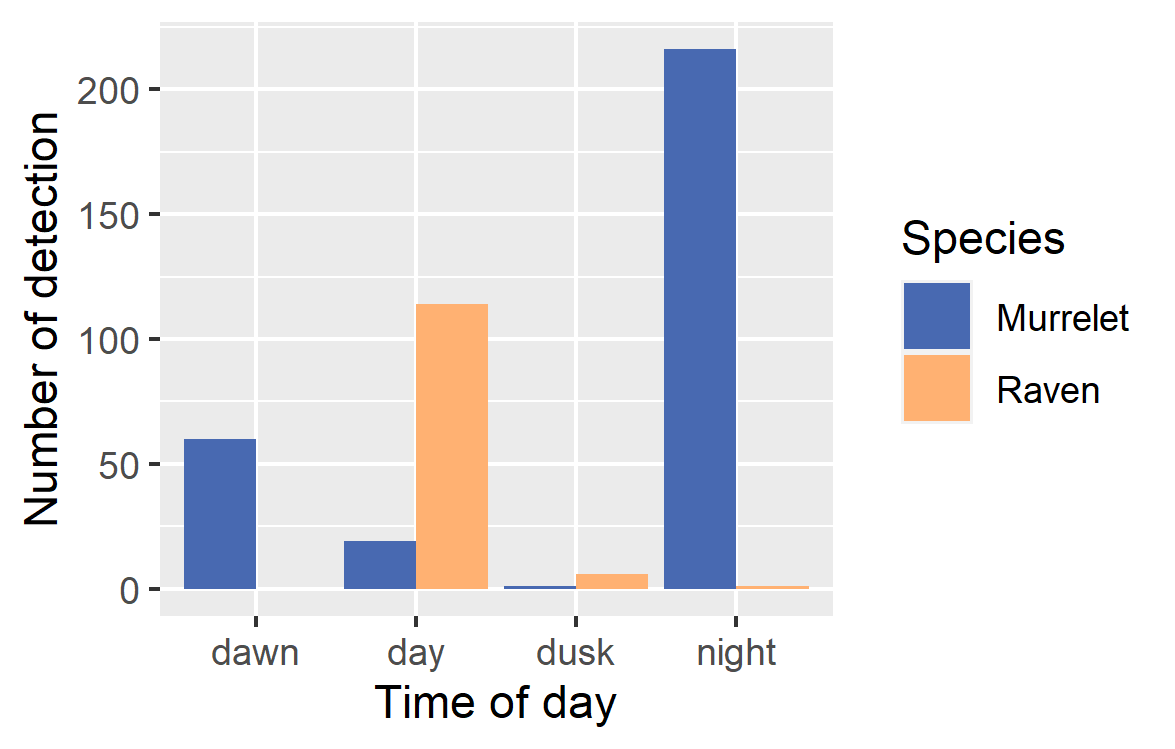 Number of detection
200
150
100
50
0
dawn day dusk night
Time of day
Species
Murrelet
Raven